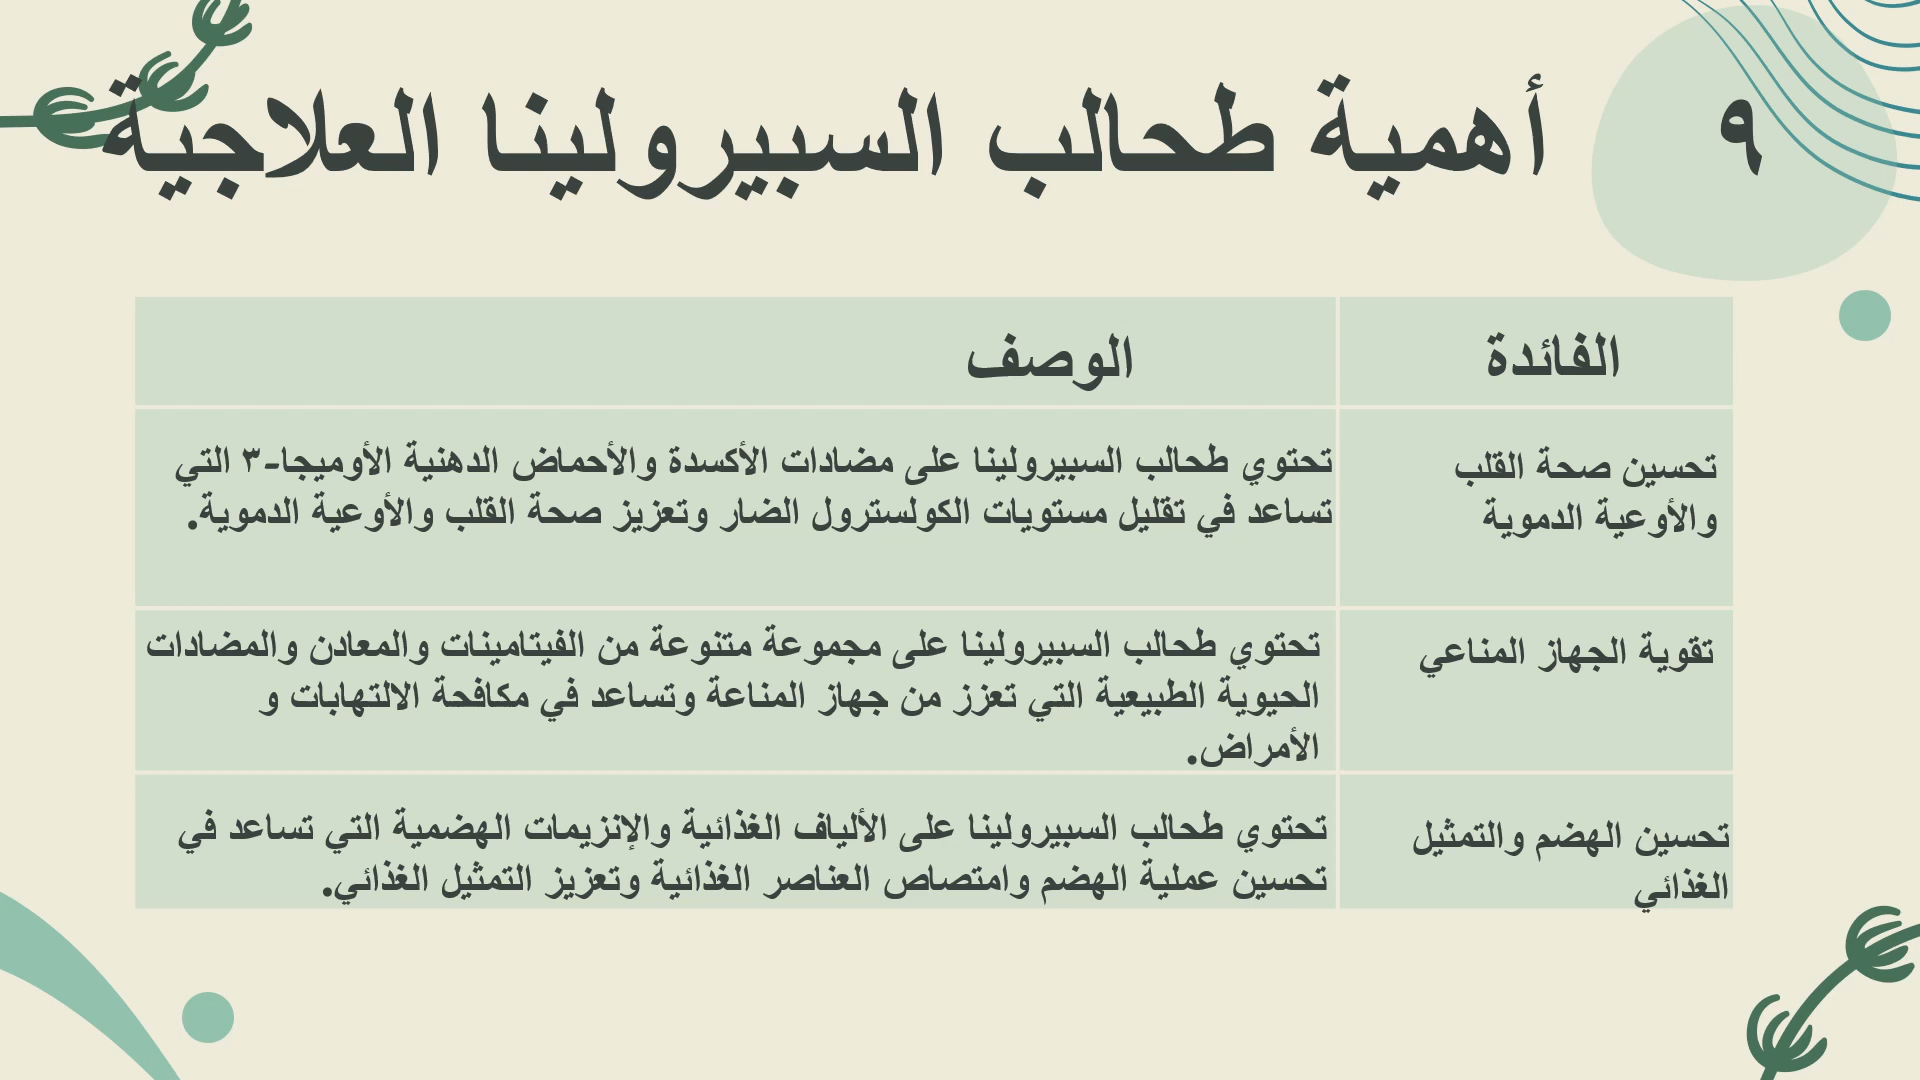 ٩
أهمية طحالب السبيرولينا العلاجية
الفائدة
الوصف
تحسين صحة القلب
والأوعية الدموية
تحتوي طحالب السبيرولينا على مضادات الأكسدة والأحماض الدهنية الأوميجا-٣ التي
تساعد في تقليل مستويات الكولسترول الضار وتعزيز صحة القلب والأوعية الدموية.
تقوية الجهاز المناعي
تحتوي طحالب السبيرولينا على مجموعة متنوعة من الفيتامينات والمعادن والمضادات
الحيوية الطبيعية التي تعزز من جهاز المناعة وتساعد في مكافحة الالتهابات و
الأمراض.
تحسين الهضم والتمثيل
الغذائي
تحتوي طحالب السبيرولينا على الألياف الغذائية والإنزيمات الهضمية التي تساعد في
تحسين عملية الهضم وامتصاص العناصر الغذائية وتعزيز التمثيل الغذائي.